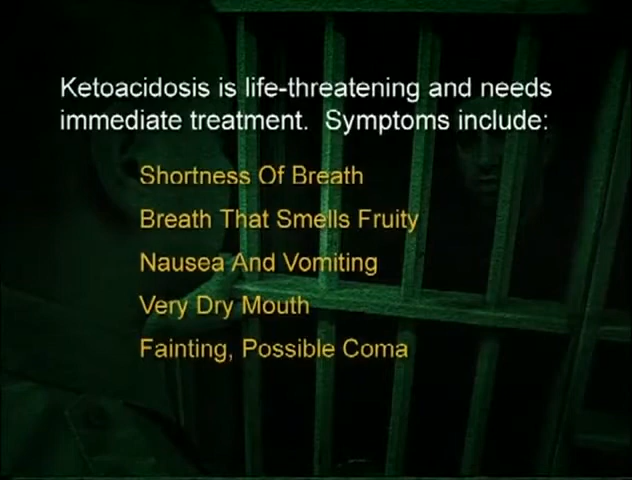 Ketoacidosis is life-threatening and needs
immediate treatment.  Symptoms include:
Shortness Of Breath
Breath That Smells Fruity
Nausea And Vomiting
Very Dry Mouth
Fainting, Possible Coma